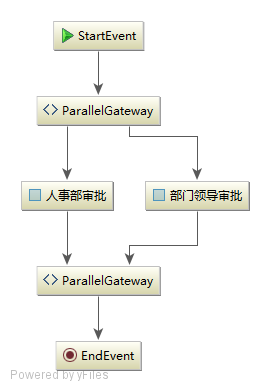 StartEvent
ParallelGateway
人事部审批
部门领导审批
ParallelGateway
EndEvent
Powered by yFiles